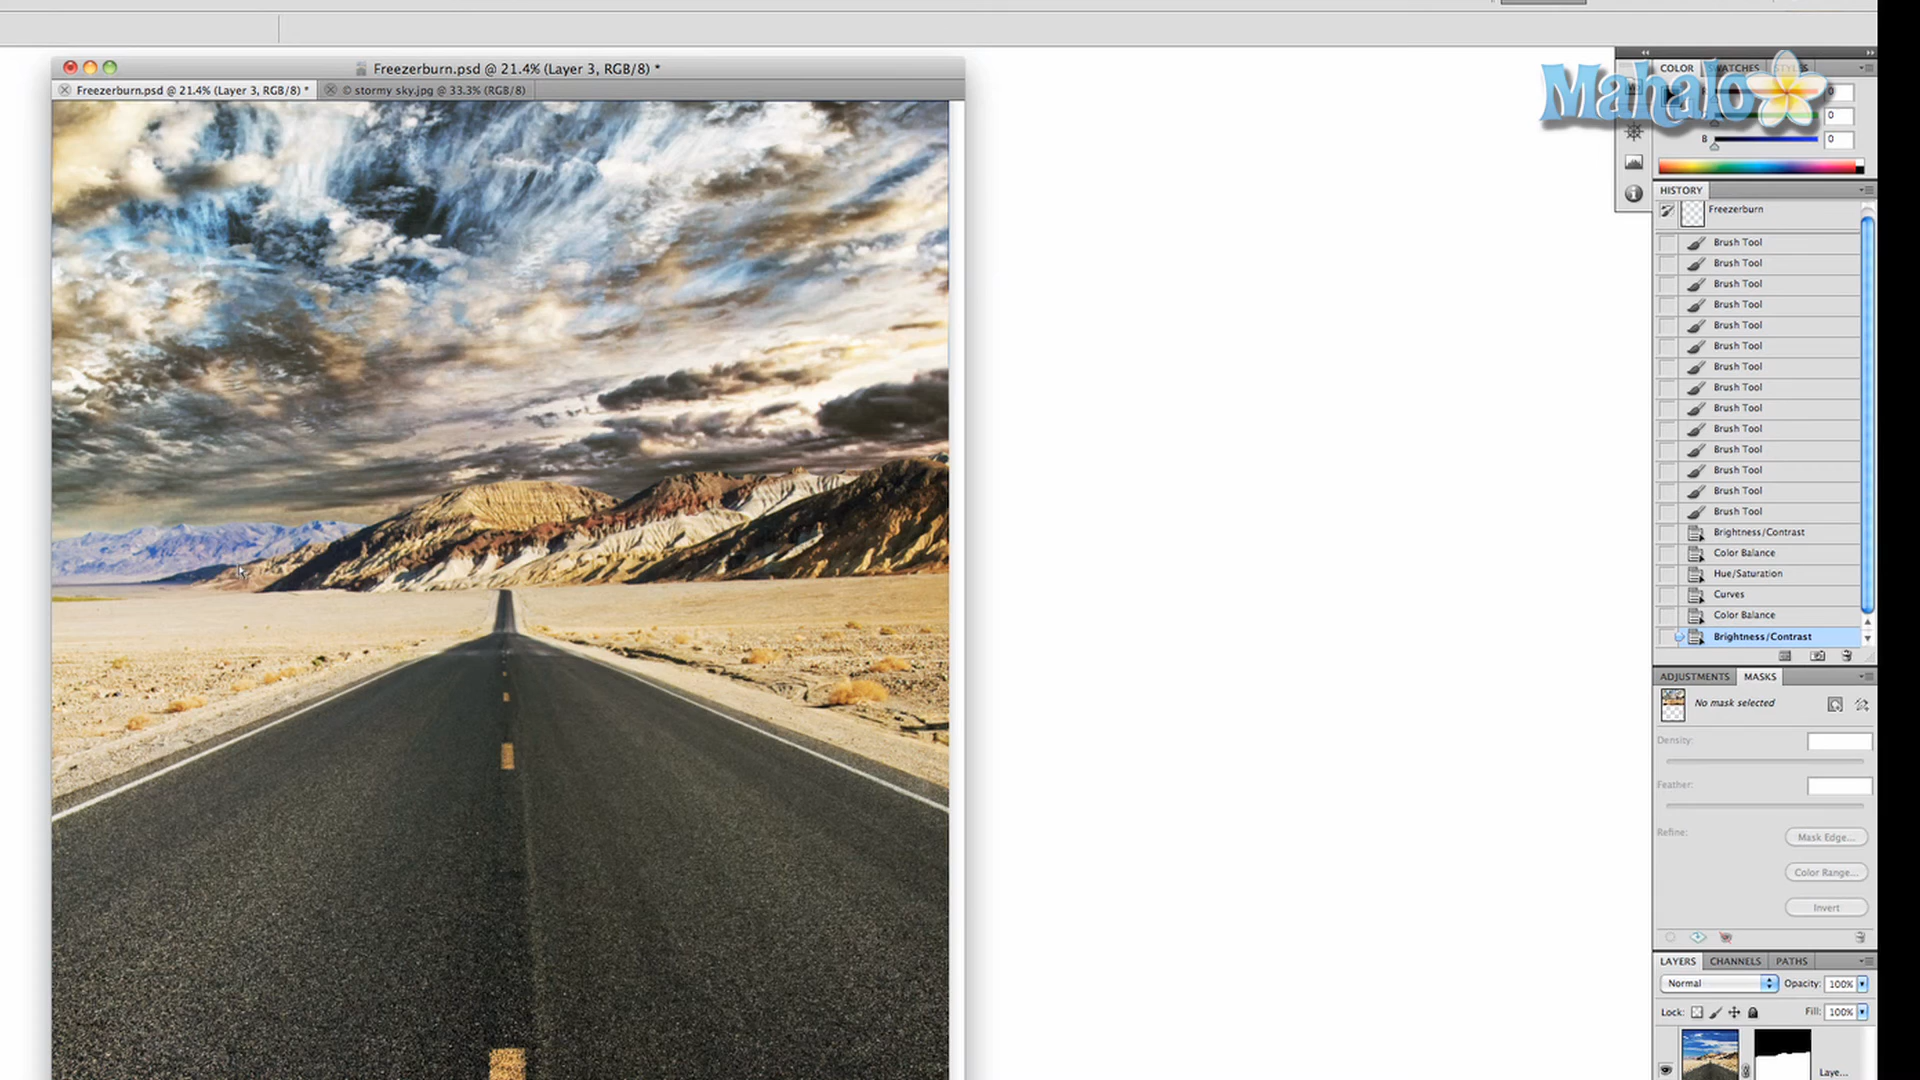 Freezerburn.psd @ 21.4% (Layer 3, RGB/8) *
Freezerburn.psd @ 21.4% (Layer 3, RGB/8) *
© stormy sky.jpg @ 33.3% (RGB/8)
Mahalo
COLOR
SWATCHES
STYLES
0
0
B
0
HISTORY
Freezerburn
Brush Tool
Brush Tool
Brush Tool
Brush Tool
Brush Tool
Brush Tool
Brush Tool
Brush Tool
Brush Tool
Brush Tool
Brush Tool
Brush Tool
Brush Tool
Brush Tool
Brightness/Contrast
Color Balance
Hue/Saturation
Curves
Color Balance
Brightness/Contrast
ADJUSTMENTS
MASKS
No mask selected
Density:
Feather:
Refine:
Mask Edge...
Color Range...
Invert
LAYERS
CHANNELS
PATHS
Normal
Opacity: 100%
Lock:
Fill: 100%
Laye...